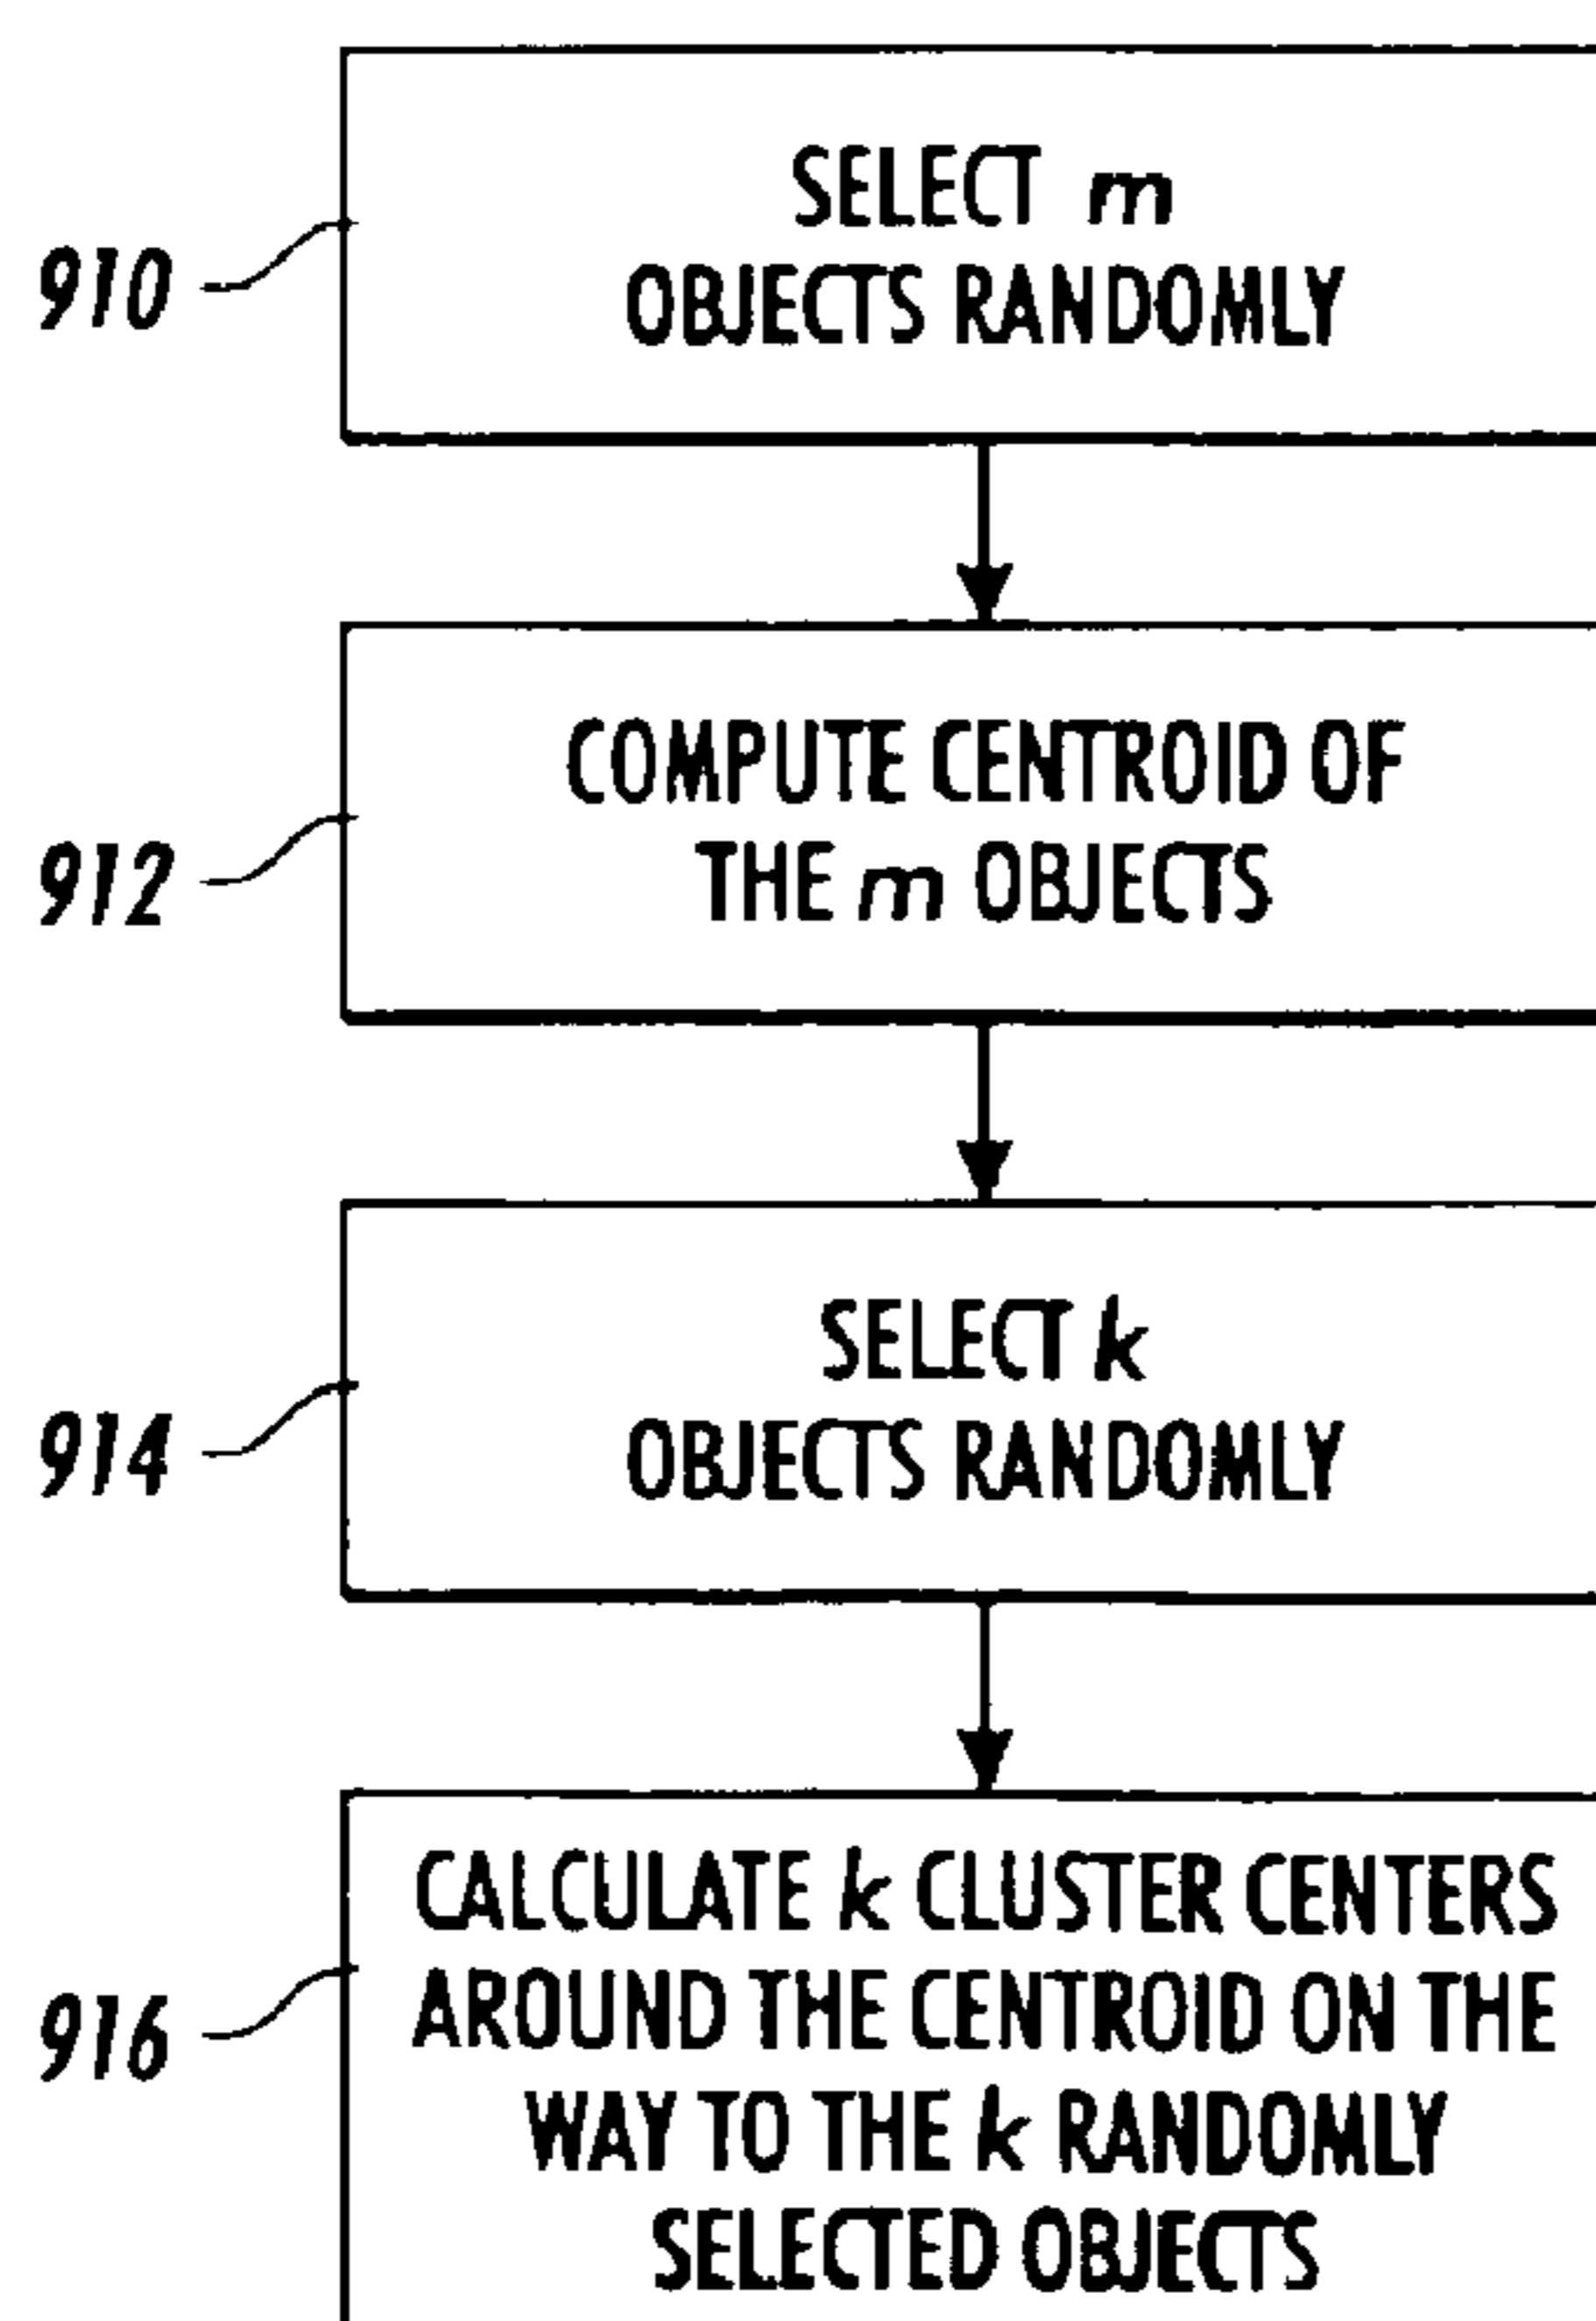 SELECT m
OBJECTS RANDOMLY
910
COMPUTE CENTROID OF
THE m OBJECTS
912
SELECT k
OBJECTS RANDOMLY
914
CALCULATE k CLUSTER CENTERS
AROUND THE CENTROID ON THE
WAY TO THE k RANDOMLY
SELECTED OBJECTS
916